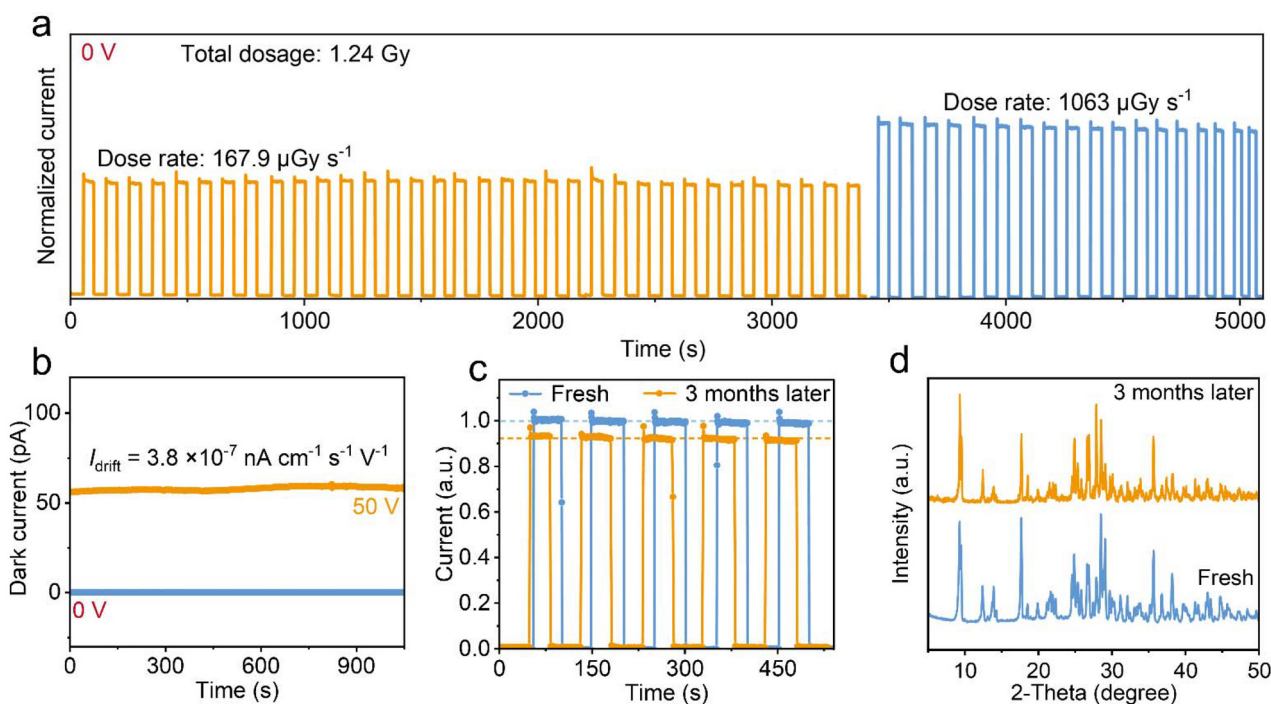 a
0 V
Total dosage: 1.24 Gy
Dose rate: 1063 μGy s⁻¹
Dose rate: 167.9 μGy s⁻¹
Normalized current
0 1000 2000 3000 4000 5000
Time (s)
b
100
50
0
Dark current (pA)
I_drift = 3.8 ×10⁻⁷ nA cm⁻¹ s⁻¹ V⁻¹
50 V
0 V
0 300 600 900
Time (s)
c
Fresh 3 months later
1.0
0.8
0.6
0.4
0.2
0.0
Current (a.u.)
0 150 300 450
Time (s)
d
3 months later
Fresh
Intensity (a.u.)
10 20 30 40 50
2-Theta (degree)